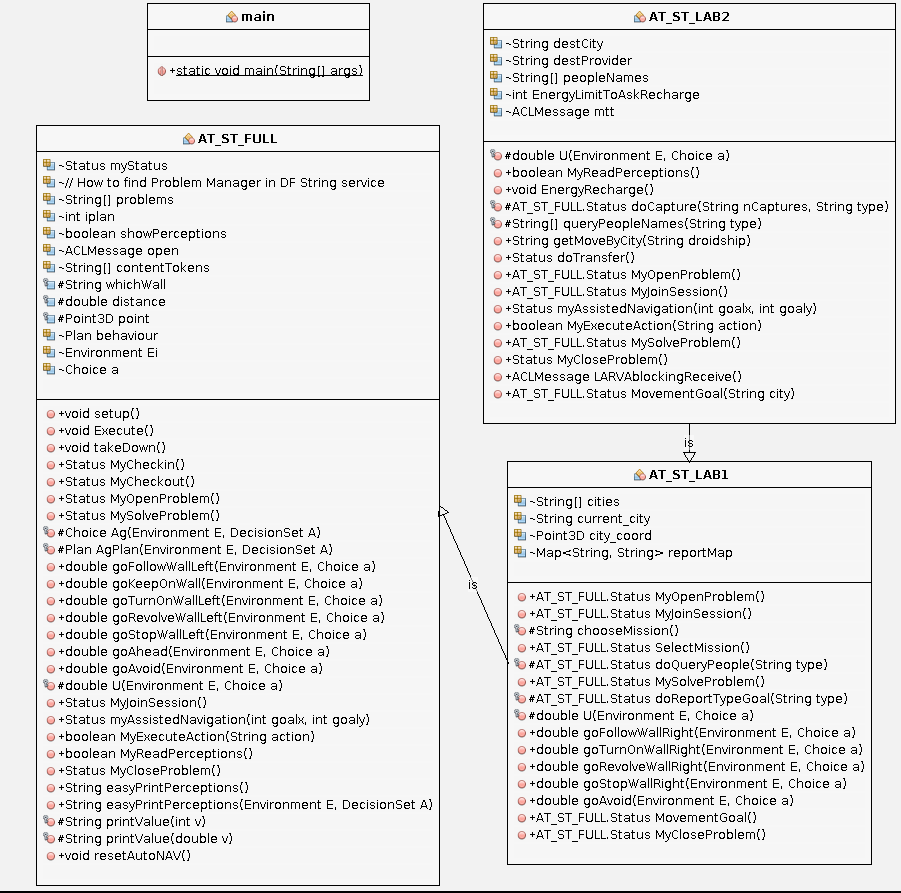 main
+static void main(String[] args)
AT_ST_FULL
~Status myStatus
~// How to find Problem Manager in DF String service
~String[] problems
~int iplan
~boolean showPerceptions
~ACLMessage open
~String[] contentTokens
#String whichWall
#double distance
#Point3D point
~Plan behaviour
~Environment Ei
~Choice a
+void setup()
+void Execute()
+void takeDown()
+Status MyCheckin()
+Status MyCheckout()
+Status MyOpenProblem()
+Status MySolveProblem()
#Choice Ag(Environment E, DecisionSet A)
#Plan AgPlan(Environment E, DecisionSet A)
+double goFollowWallLeft(Environment E, Choice a)
+double goKeepOnWall(Environment E, Choice a)
+double goTurnOnWallLeft(Environment E, Choice a)
+double goRevolveWallLeft(Environment E, Choice a)
+double goStopWallLeft(Environment E, Choice a)
+double goAhead(Environment E, Choice a)
+double goAvoid(Environment E, Choice a)
#double U(Environment E, Choice a)
+Status MyJoinSession()
+Status myAssistedNavigation(int goalx, int goaly)
+boolean MyExecuteAction(String action)
+boolean MyReadPerceptions()
+Status MyCloseProblem()
+String easyPrintPerceptions()
+String easyPrintPerceptions(Environment E, DecisionSet A)
#String printValue(int v)
#String printValue(double v)
+void resetAutoNAV()
AT_ST_LAB2
~String destCity
~String destProvider
~String[] peopleNames
~int EnergyLimitToAskRecharge
~ACLMessage mtt
#double U(Environment E, Choice a)
+boolean MyReadPerceptions()
+void EnergyRecharge()
#AT_ST_FULL.Status doCapture(String nCaptures, String type)
#String[] queryPeopleNames(String type)
+String getMoveByCity(String droidship)
+Status doTransfer()
+AT_ST_FULL.Status MyOpenProblem()
+AT_ST_FULL.Status MyJoinSession()
+Status myAssistedNavigation(int goalx, int goaly)
+boolean MyExecuteAction(String action)
+AT_ST_FULL.Status MySolveProblem()
+Status MyCloseProblem()
+ACLMessage LARVAblockingReceive()
+AT_ST_FULL.Status MovementGoal(String city)
is
AT_ST_LAB1
~String[] cities
~String current_city
~Point3D city_coord
~Map<String, String> reportMap
+AT_ST_FULL.Status MyOpenProblem()
+AT_ST_FULL.Status MyJoinSession()
#String chooseMission()
+AT_ST_FULL.Status SelectMission()
#AT_ST_FULL.Status doQueryPeople(String type)
+AT_ST_FULL.Status MySolveProblem()
#AT_ST_FULL.Status doReportTypeGoal(String type)
#double U(Environment E, Choice a)
+double goFollowWallRight(Environment E, Choice a)
+double goTurnOnWallRight(Environment E, Choice a)
+double goRevolveWallRight(Environment E, Choice a)
+double goStopWallRight(Environment E, Choice a)
+double goAvoid(Environment E, Choice a)
+AT_ST_FULL.Status MovementGoal()
+AT_ST_FULL.Status MyCloseProblem()
is